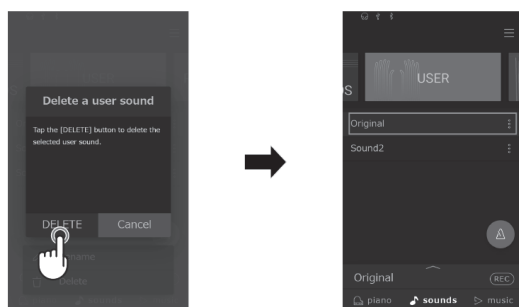 Delete a user sound
Tap the [DELETE] button to delete the
selected user sound.
DELETE
Cancel
Delete
USER
Original
Sound2
Original
REC
piano
sounds
music